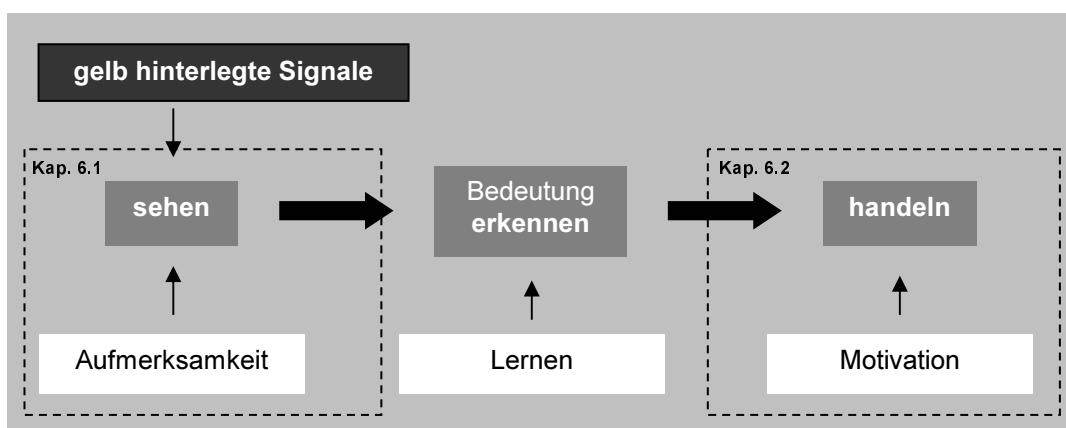 gelb hinterlegte Signale
Kap. 6.1
sehen
Bedeutung
erkennen
Kap. 6.2
handeln
Aufmerksamkeit
Lernen
Motivation